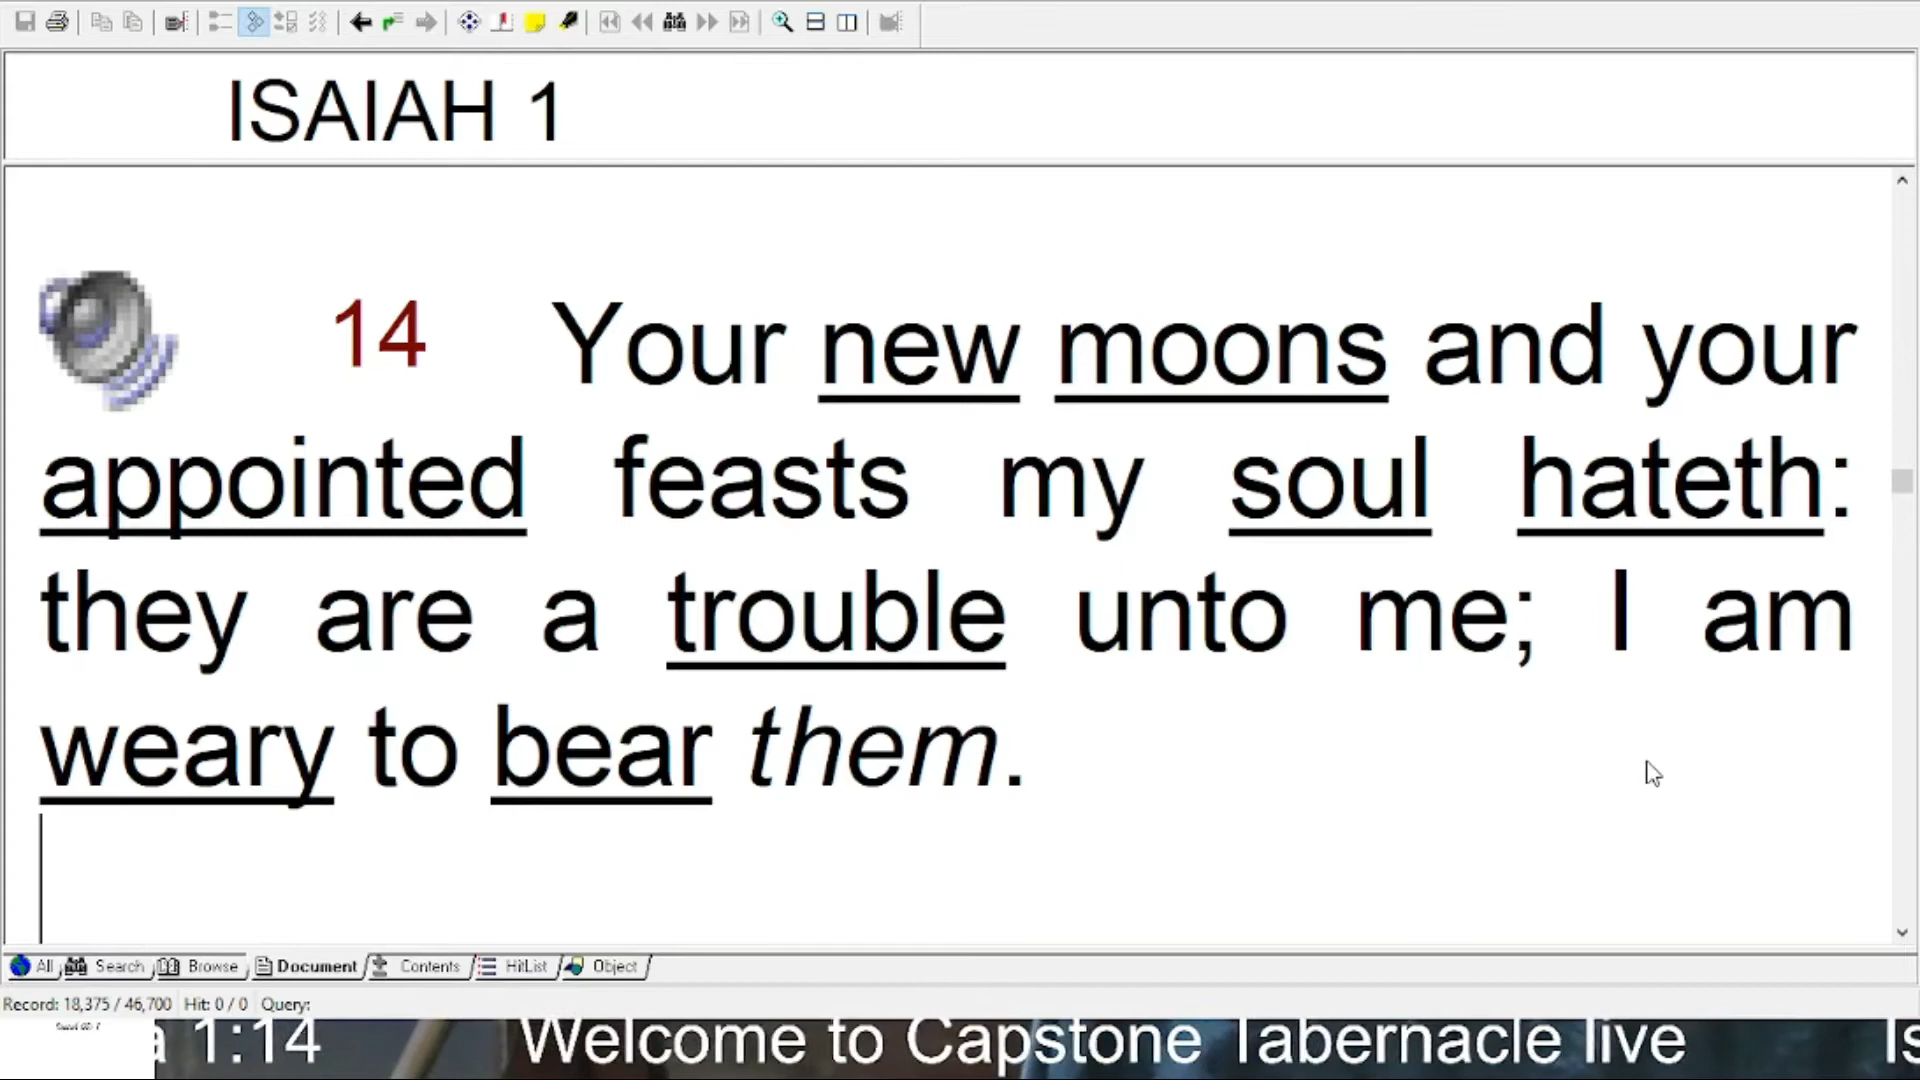 ISAIAH 1
14 Your new moons and your
appointed feasts my soul hateth:
they are a trouble unto me; I am
weary to bear them.
All Search Browse Document Contents HitList Object
Record: 18,375 / 46,700 Hit: 0 / 0 Query:
a 1:14 Welcome to Capstone Tabernacle live Is